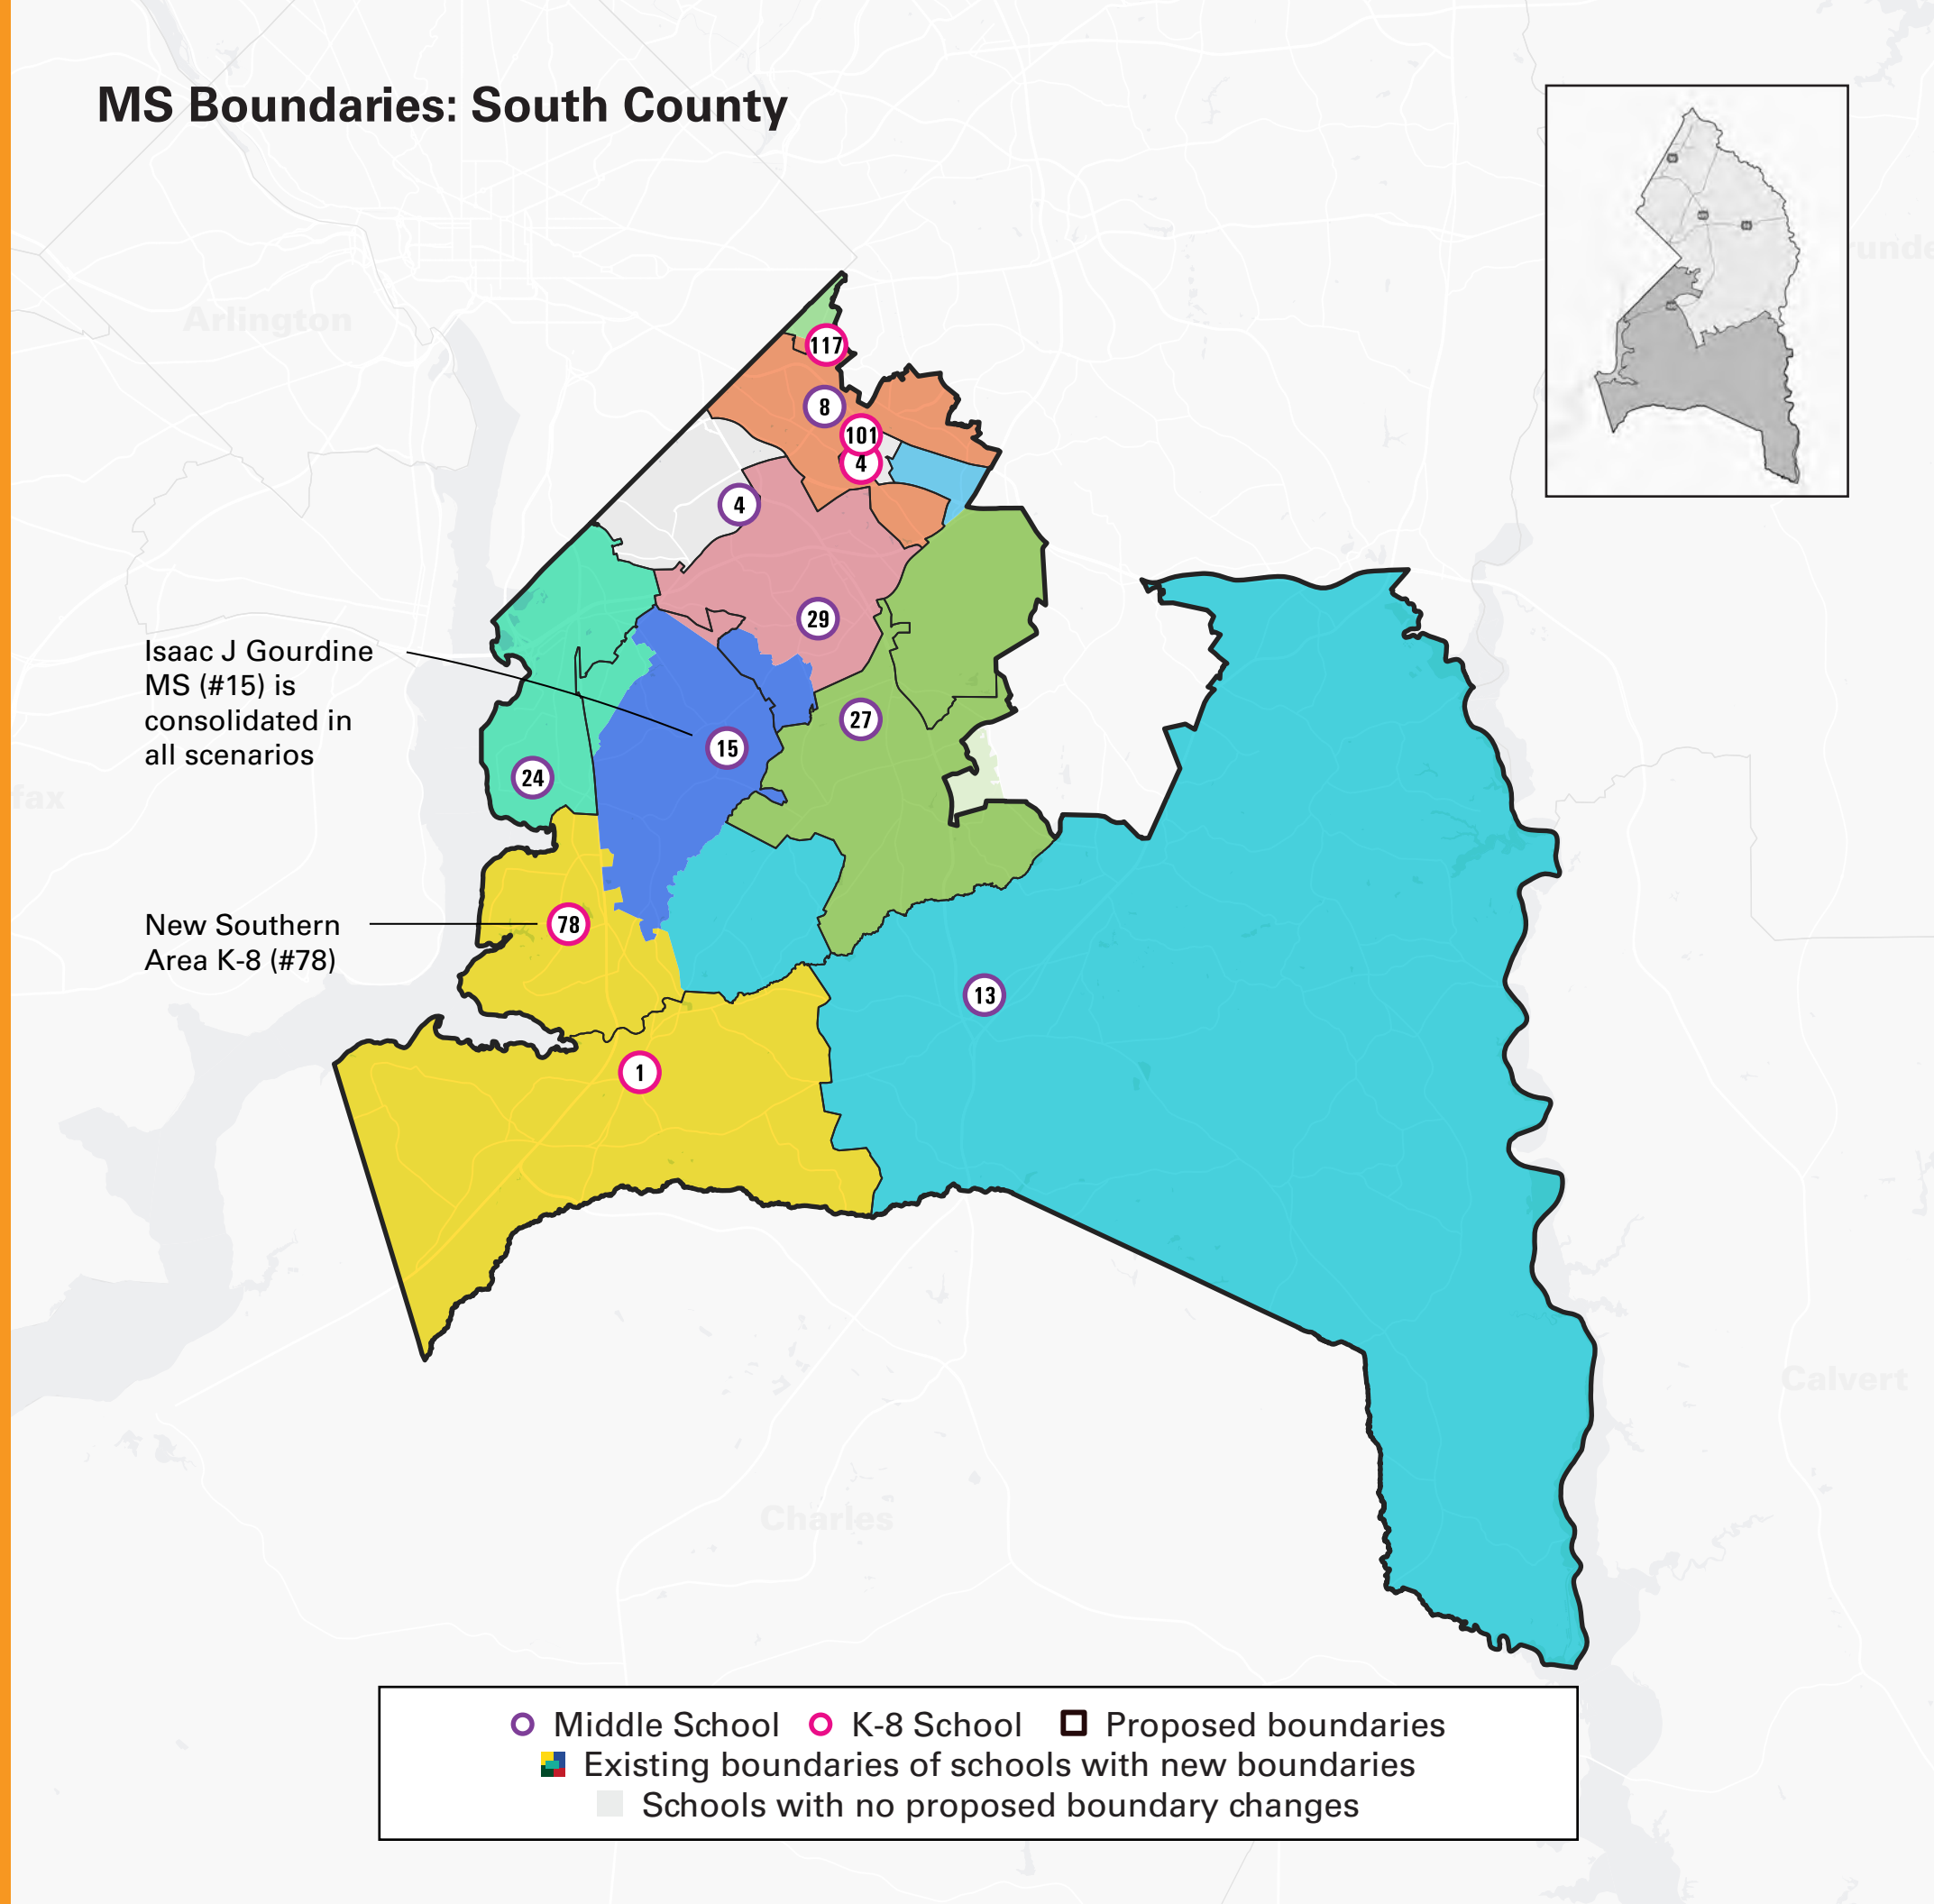 MS Boundaries: South County
Arlington
117
8
101
4
4
29
Isaac J Gourdine
MS (#15) is
consolidated in
all scenarios
27
15
24
fax
New Southern
Area K-8 (#78)
78
13
1
Calvert
Charles
Middle School
K-8 School
Proposed boundaries
Existing boundaries of schools with new boundaries
Schools with no proposed boundary changes